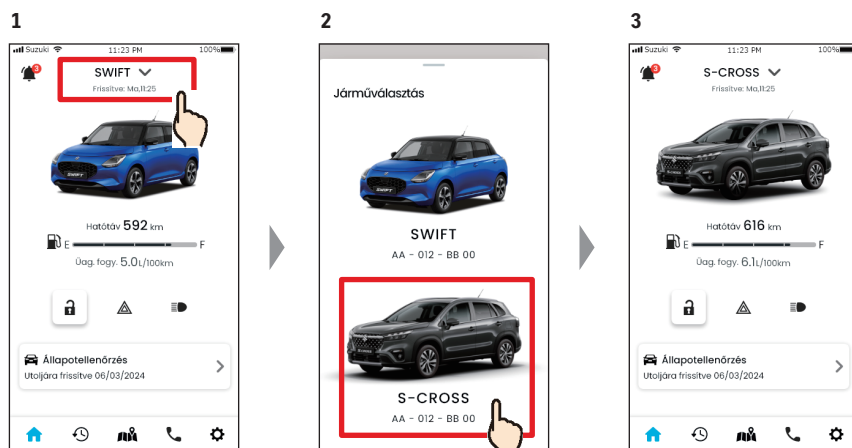 1
Suzuki 11:23 PM 100%
3
SWIFT
Frissítve: Ma,11:25
Hatótáv 592 km
E F
Üag. fogy. 5.0L/100km
Állapotellenőrzés
Utoljára frissítve 06/03/2024
2
Járműválasztás
SWIFT
AA - 012 - BB 00
S-CROSS
AA - 012 - BB 00
3
Suzuki 11:23 PM 100%
3
S-CROSS
Frissítve: Ma,11:25
Hatótáv 616 km
E F
Üag. fogy. 6.1L/100km
Állapotellenőrzés
Utoljára frissítve 06/03/2024